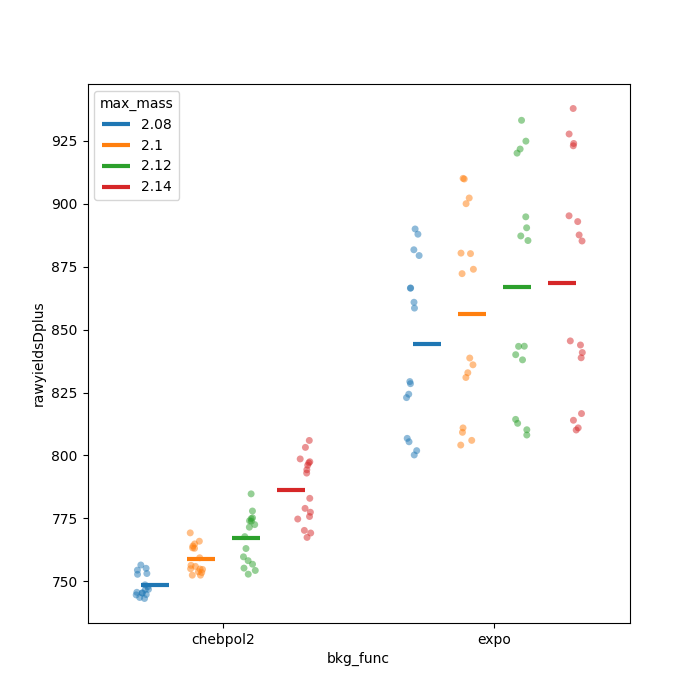 max_mass
2.08
2.1
2.12
2.14
925
900
875
850
825
800
775
750
rawyieldsDplus
chebpol2
expo
bkg_func